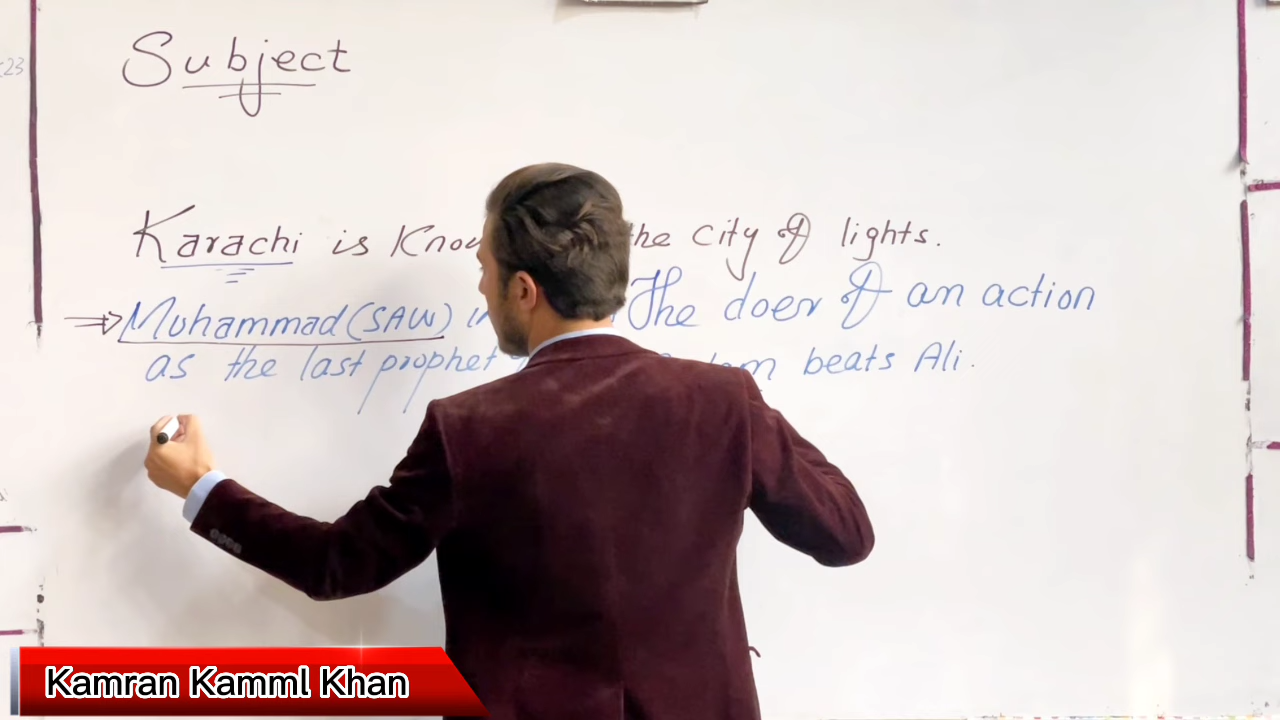 Subject
Karachi is Know the city of lights.
Muhammad (SAW) The doer of an action
as the last prophet beats Ali.
Kamran Kamml Khan